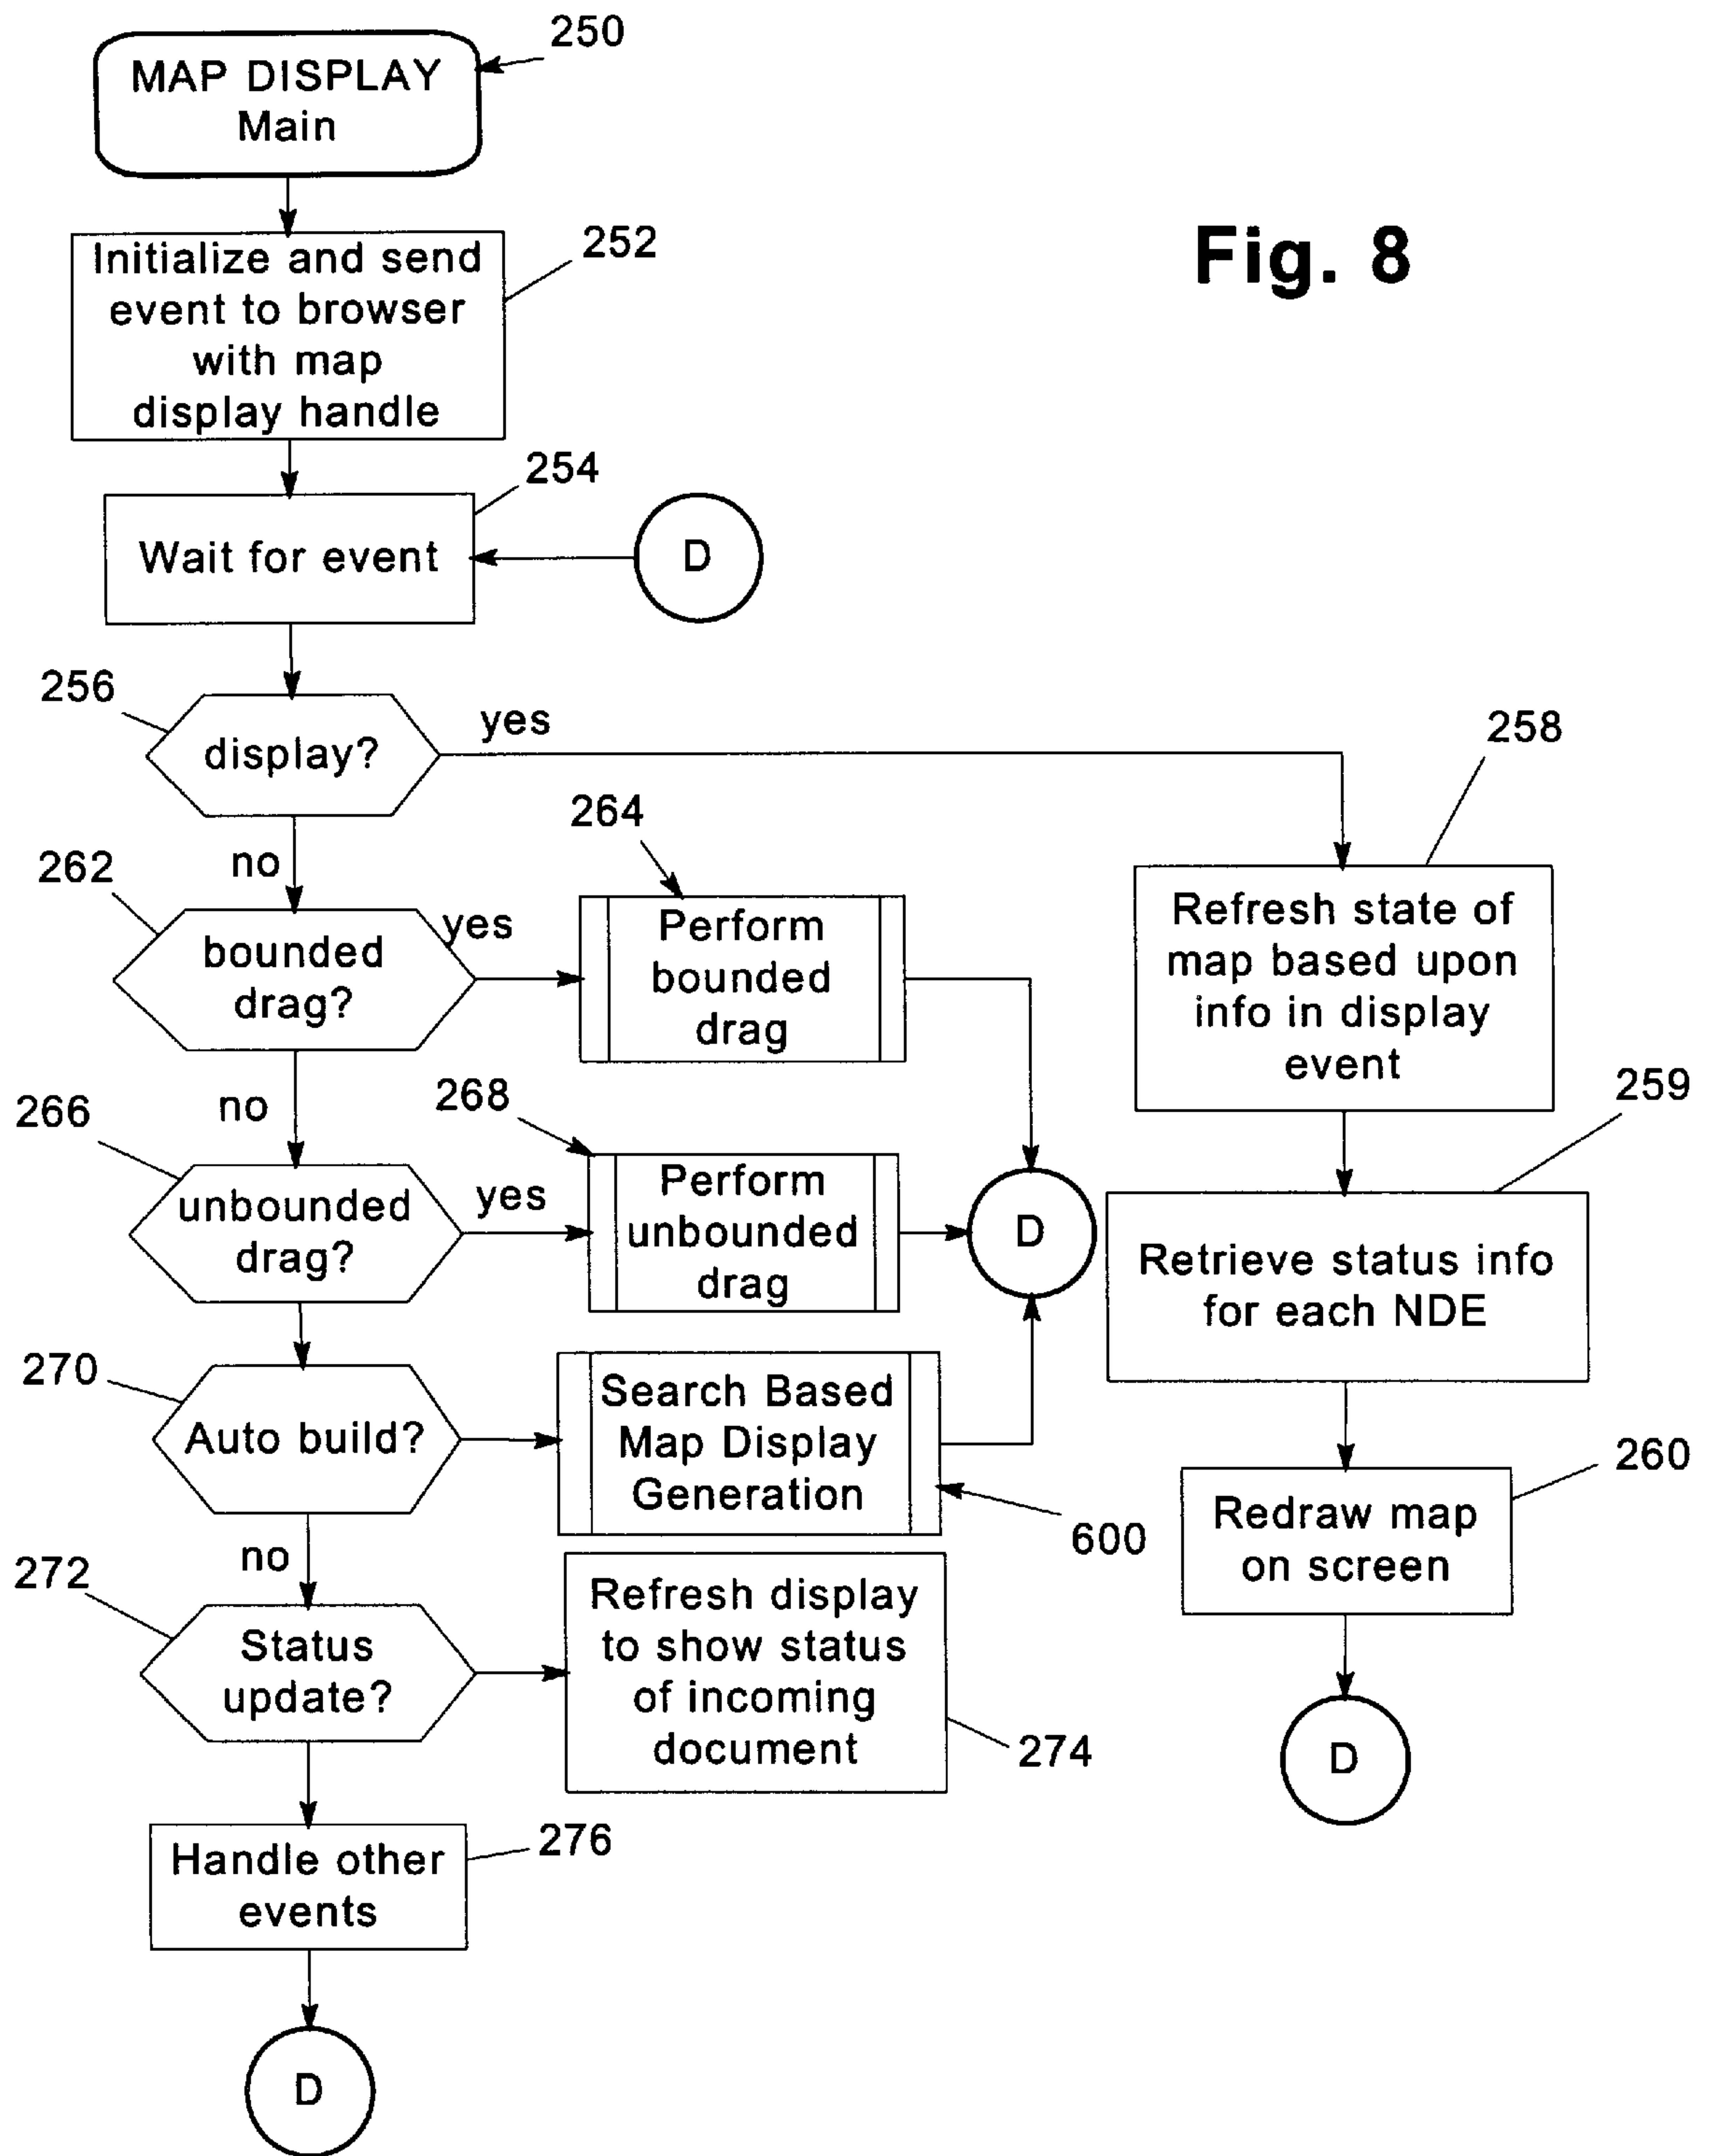 250
MAP DISPLAY
Main
Fig. 8
252
Initialize and send
event to browser
with map
display handle
254
Wait for event
D
256
display?
yes
258
no
264
262
bounded
drag?
yes
Perform
bounded
drag
Refresh state of
map based upon
info in display
event
259
no
268
266
unbounded
drag?
yes
Perform
unbounded
drag
D
Retrieve status info
for each NDE
270
Auto build?
Search Based
Map Display
Generation
600
260
Redraw map
on screen
no
272
Status
update?
Refresh display
to show status
of incoming
document
274
D
276
Handle other
events
D